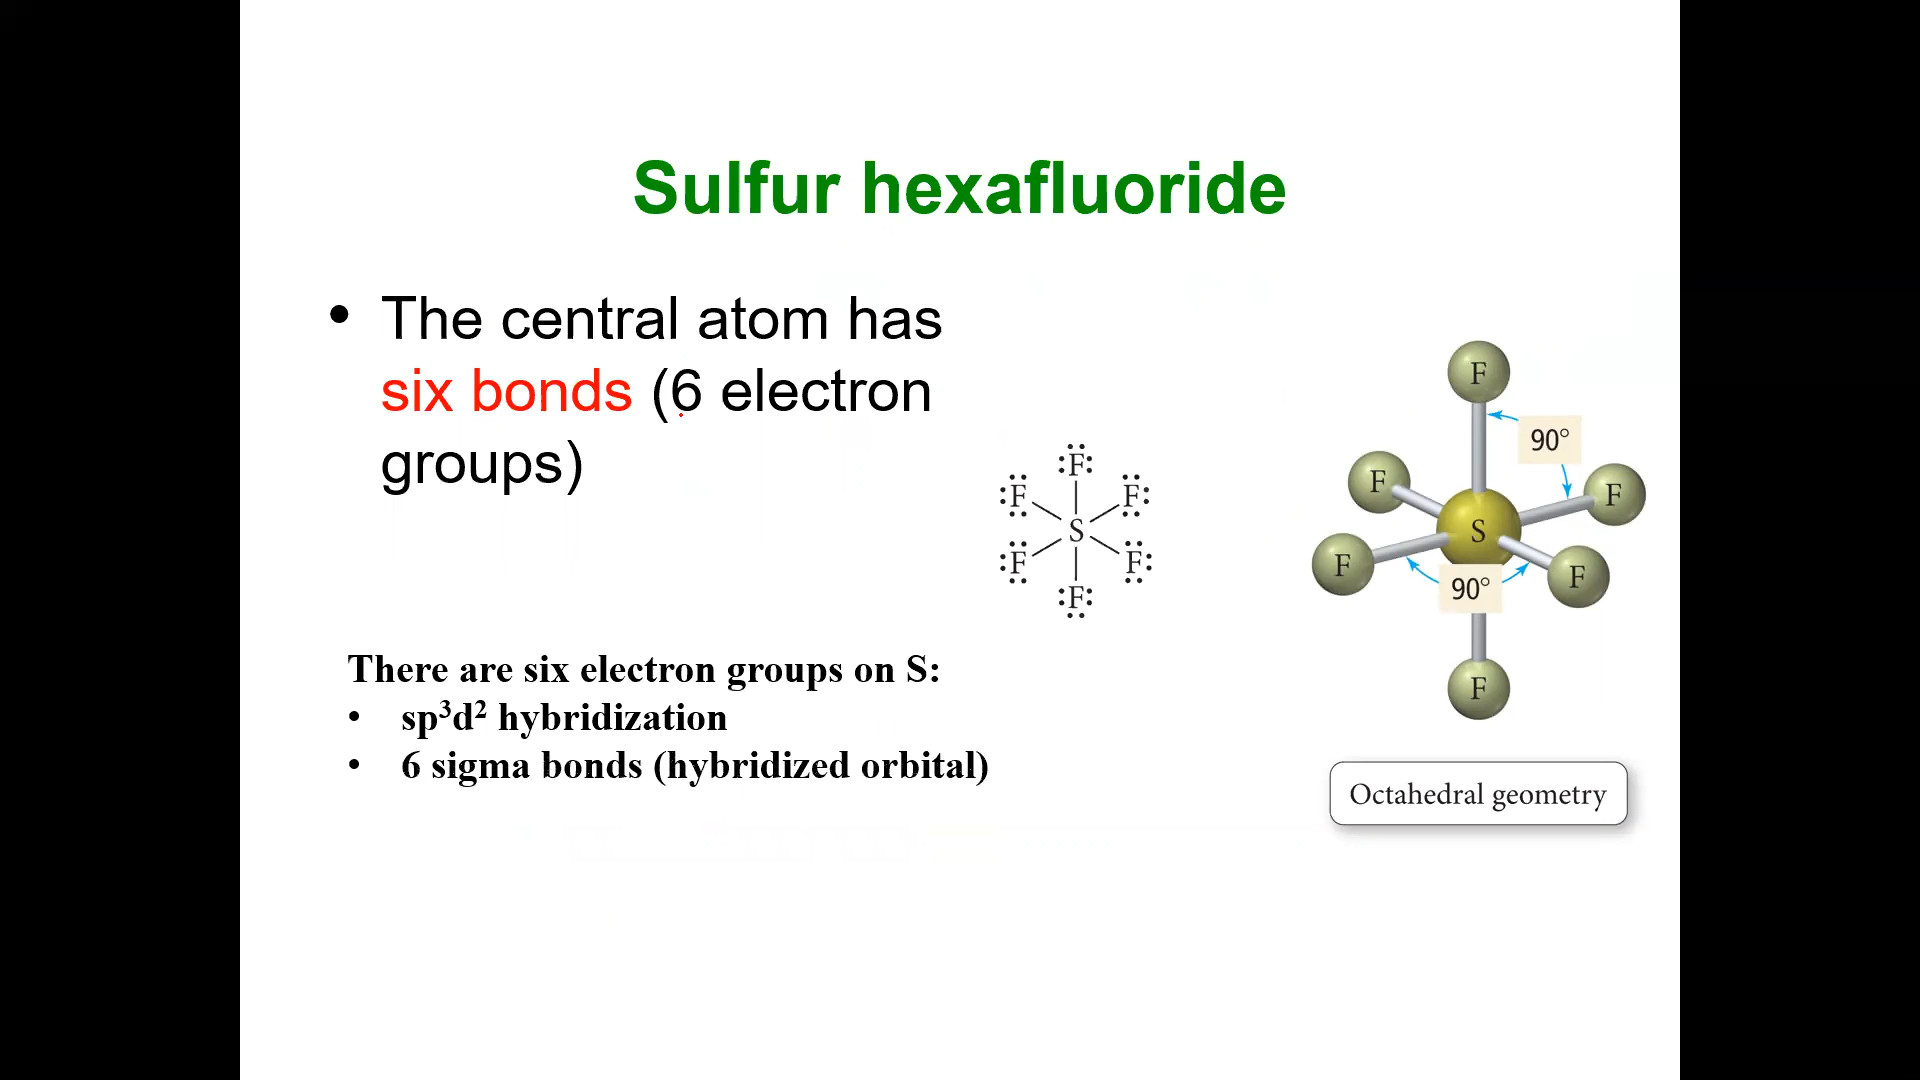 Sulfur hexafluoride
• The central atom has
six bonds (6 electron
groups)
:F:
:F: F:
S
:F: F:
:F:
F
90°
F F
S
F F
90°
F
There are six electron groups on S:
• sp³d² hybridization
• 6 sigma bonds (hybridized orbital)
Octahedral geometry